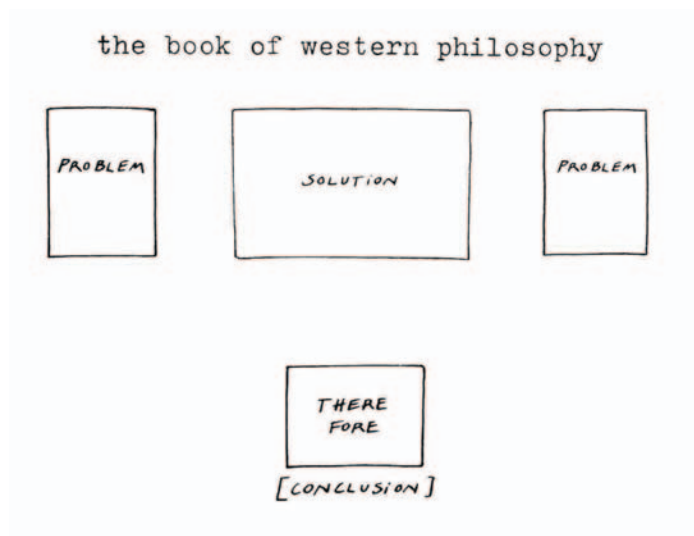 the book of western philosophy
PROBLEM
SOLUTION
PROBLEM
THERE
FORE
[CONCLUSION]